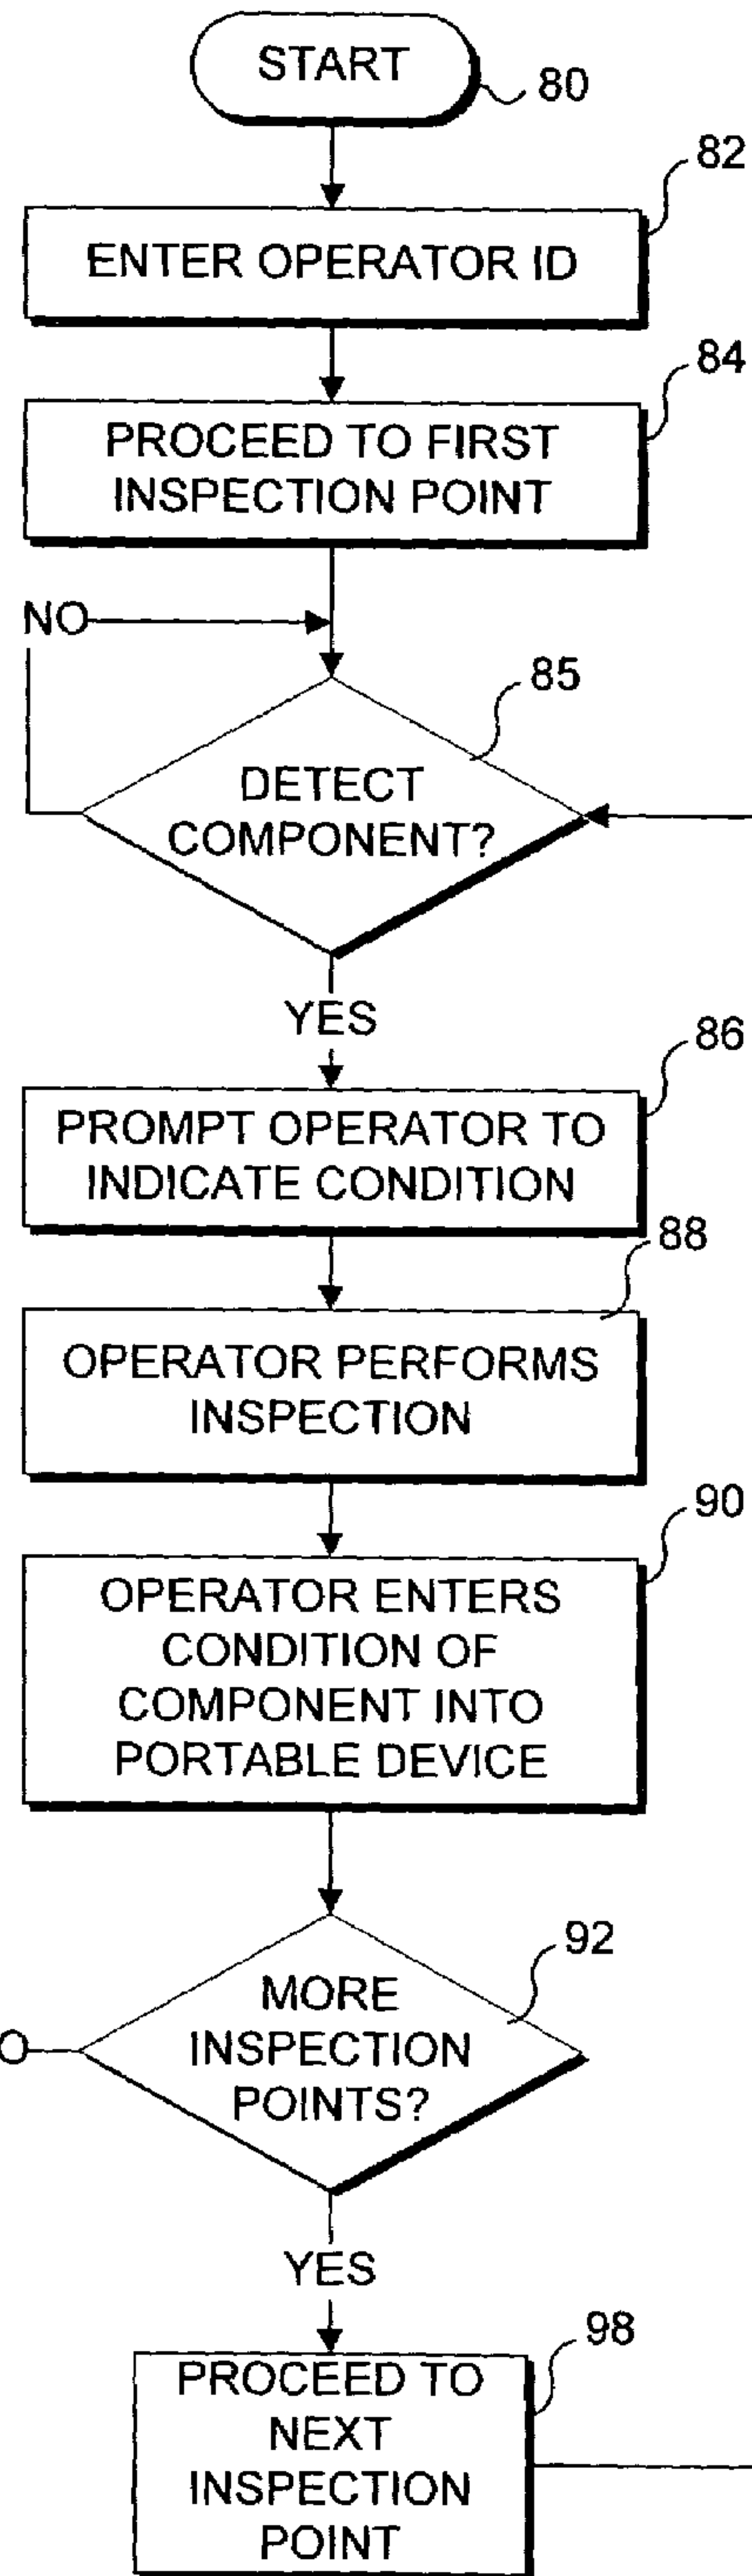 START
80
82
ENTER OPERATOR ID
84
PROCEED TO FIRST
INSPECTION POINT
NO
85
DETECT
COMPONENT?
YES
86
PROMPT OPERATOR TO
INDICATE CONDITION
88
OPERATOR PERFORMS
INSPECTION
90
OPERATOR ENTERS
CONDITION OF
COMPONENT INTO
PORTABLE DEVICE
92
MORE
INSPECTION
POINTS?
O
YES
98
PROCEED TO
NEXT
INSPECTION
POINT